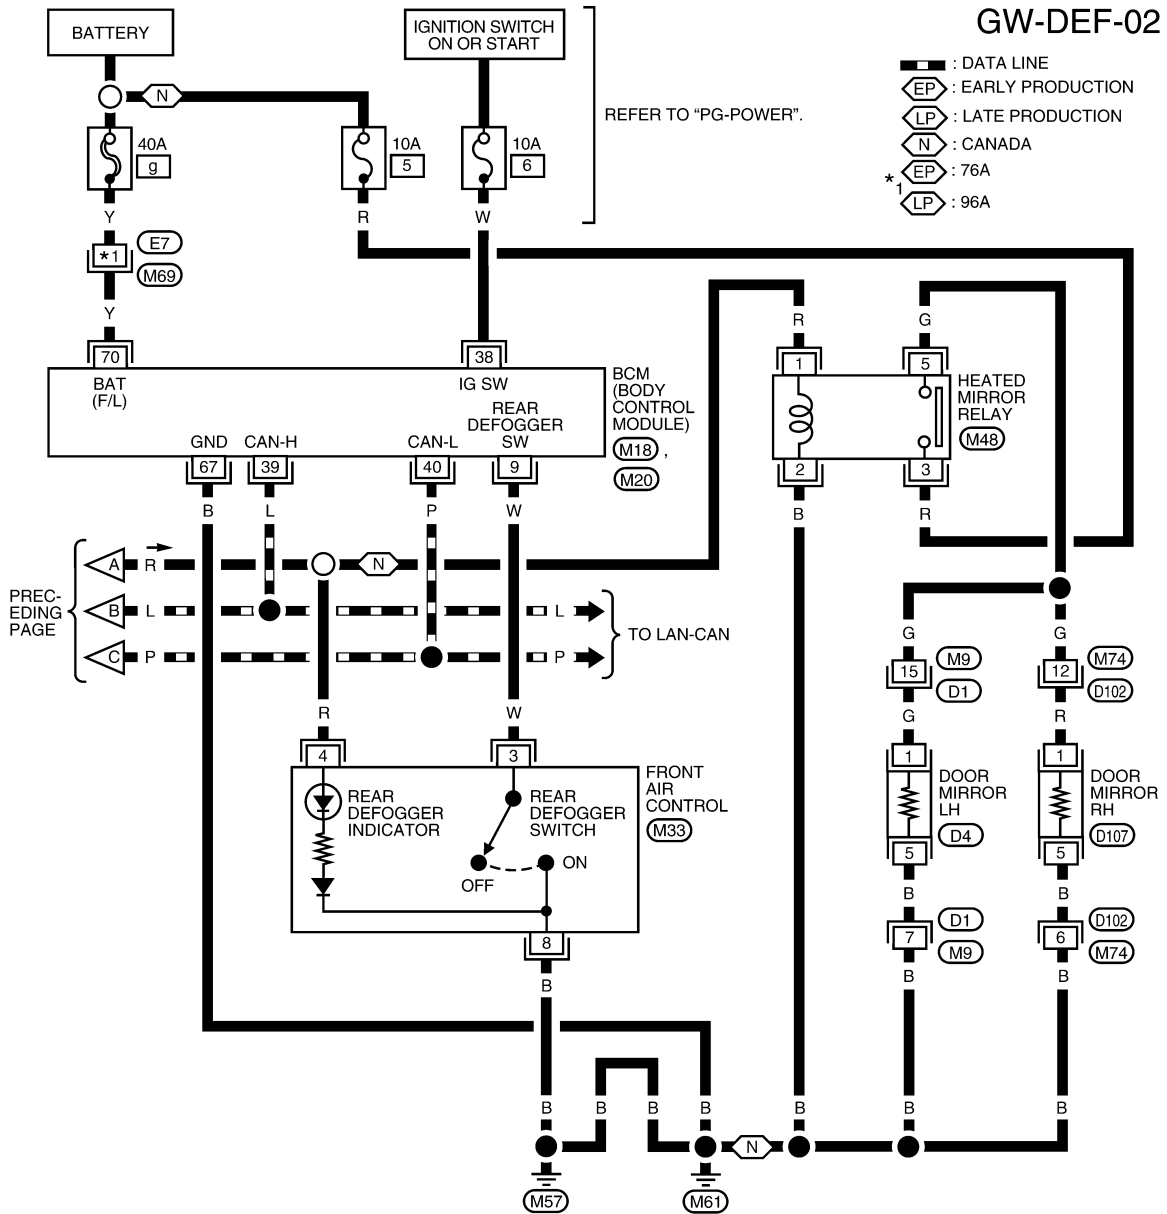 GW-DEF-02
BATTERY
IGNITION SWITCH
ON OR START
REFER TO “PG-POWER”.
: DATA LINE
EP : EARLY PRODUCTION
LP : LATE PRODUCTION
N : CANADA
*1
EP : 76A
LP : 96A
N
40A
g
10A
5
10A
6
Y
R
W
*1
E7
M69
Y
70
38
BAT
(F/L)
IG SW
REAR
DEFOGGER
SW
GND
CAN-H
CAN-L
BCM
(BODY
CONTROL
MODULE)
M18 ,
M20
67
39
40
9
B
L
P
W
R
G
1
5
HEATED
MIRROR
RELAY
M48
2
3
B
R
PREC-
EDING
PAGE
A
R
N
B
L
L
C
P
P
TO LAN-CAN
R
W
4
3
REAR
DEFOGGER
INDICATOR
REAR
DEFOGGER
SWITCH
OFF
ON
FRONT
AIR
CONTROL
M33
8
B
G
G
15
M9
D1
12
M74
D102
G
R
1
1
DOOR
MIRROR
LH
D4
DOOR
MIRROR
RH
D107
5
5
B
B
7
D1
M9
6
D102
M74
B
B
B
B
B
B
B
B
B
N
M57
M61